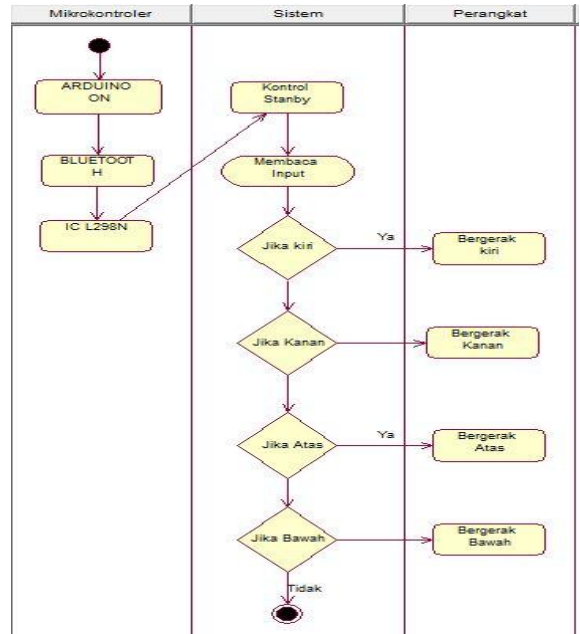 Mikrokontroler
Sistem
Perangkat
ARDUINO
ON
BLUETOOT
H
IC L298N
Kontrol
Stanby
Membaca
Input
Jika kiri
Ya
Bergerak
kiri
Jika Kanan
Bergerak
Kanan
Jika Atas
Ya
Bergerak
Atas
Jika Bawah
Bergerak
Bawah
Tidak